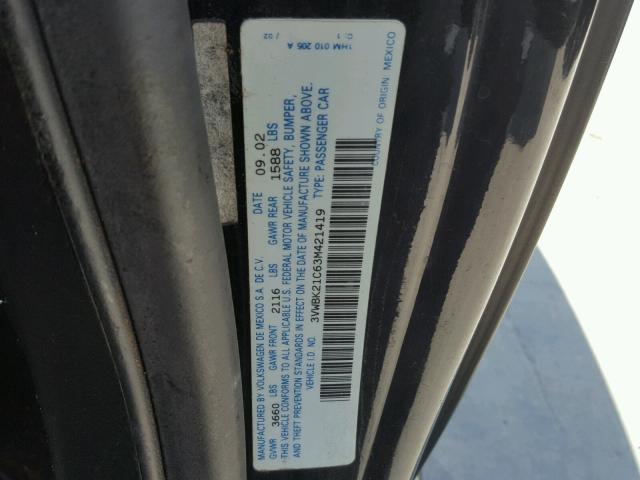 MANUFACTURED BY VOLKSWAGEN DE MEXICO S.A. DE C.V. DATE 09.02
GVWR 3660 LBS GAWR FRONT 2116 LBS GAWR REAR 1588 LBS
THIS VEHICLE CONFORMS TO ALL APPLICABLE U.S. FEDERAL MOTOR VEHICLE SAFETY, BUMPER,
AND THEFT PREVENTION STANDARDS IN EFFECT ON THE DATE OF MANUFACTURE SHOWN ABOVE.
VEHICLE I.D. NO. 3VWBK21C63M421419 TYPE: PASSENGER CAR
COUNTRY OF ORIGIN MEXICO
1HM 010 205 A